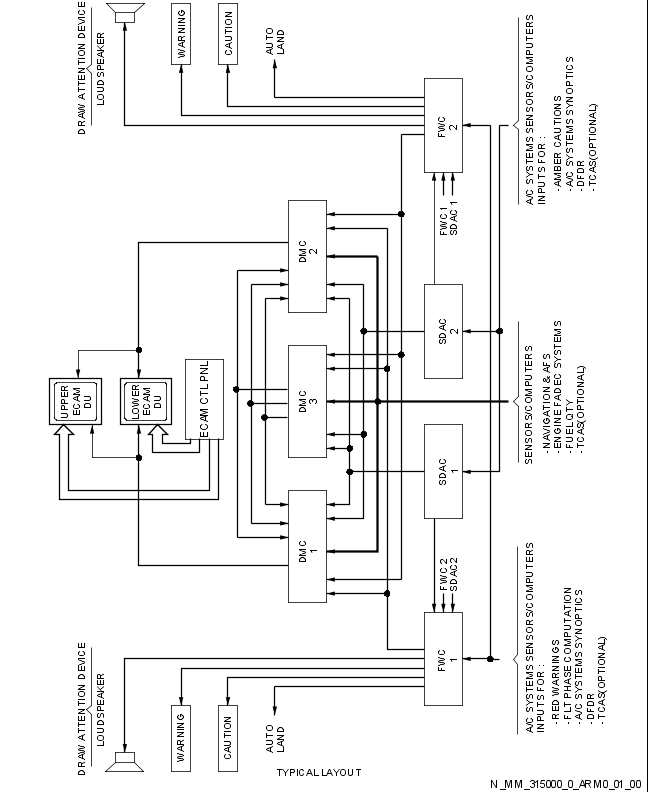 DRAW ATTENTION DEVICE
LOUDSPEAKER
WARNING
CAUTION
AUTO
LAND
FWC
2
FWC 1
SDAC 1
A/C SYSTEMS SENSORS/COMPUTERS
INPUTS FOR :
- AMBER CAUTIONS
- A/C SYSTEMS SYNOPTICS
- DFDR
- TCAS(OPTIONAL)
UPPER
ECAM
DU
LOWER
ECAM
DU
ECAM CTL PNL
DMC
2
DMC
3
DMC
1
SDAC
2
SDAC
1
SENSORS/COMPUTERS
- NAVIGATION & AFS
- ENGINE FADEC SYSTEMS
- FUEL QTY
- TCAS(OPTIONAL)
DRAW ATTENTION DEVICE
LOUDSPEAKER
WARNING
CAUTION
AUTO
LAND
FWC
1
FWC 2
SDAC2
A/C SYSTEMS SENSORS/COMPUTERS
INPUTS FOR :
- RED WARNINGS
- FLT PHASE COMPUTATION
- A/C SYSTEMS SYNOPTICS
- DFDR
- TCAS(OPTIONAL)
TYPICAL LAYOUT
N_MM_315000_0_ARM0_01_00